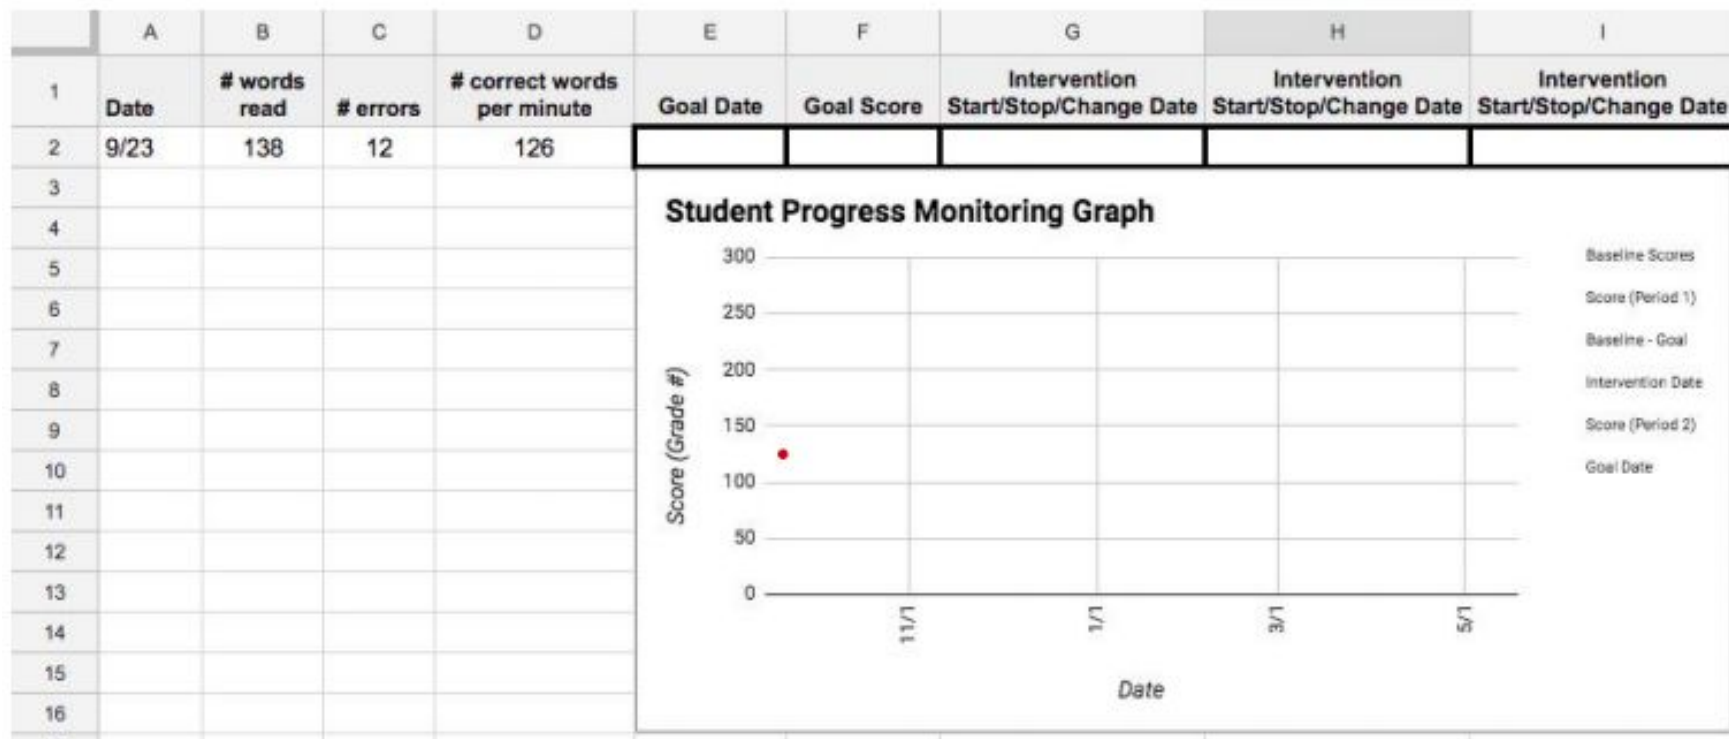 A B C D E F G H I
1 Date # words read # errors # correct words per minute Goal Date Goal Score Intervention Start/Stop/Change Date Intervention Start/Stop/Change Date Intervention Start/Stop/Change Date
2 9/23 138 12 126
3
4
5
6
7
8
9
10
11
12
13
14
15
16
Student Progress Monitoring Graph
Score (Grade #)
300
250
200
150
100
50
0
11/1 1/1 3/1 5/1
Date
Baseline Scores
Score (Period 1)
Baseline - Goal
Intervention Date
Score (Period 2)
Goal Date